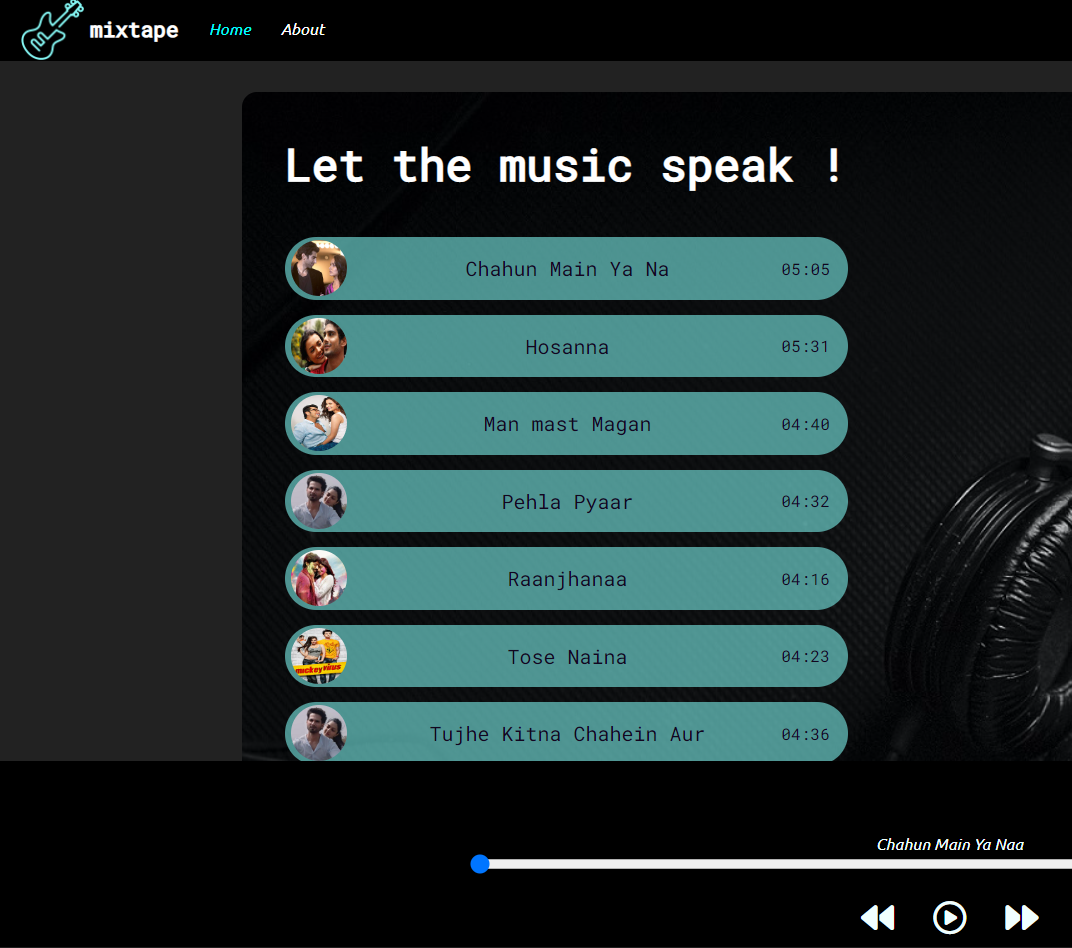 mixtape Home About
Let the music speak !
Chahun Main Ya Na 05:05
Hosanna 05:31
Man mast Magan 04:40
Pehla Pyaar 04:32
Raanjhanaa 04:16
Tose Naina 04:23
mickey virus
Tujhe Kitna Chahein Aur 04:36
Chahun Main Ya Naa